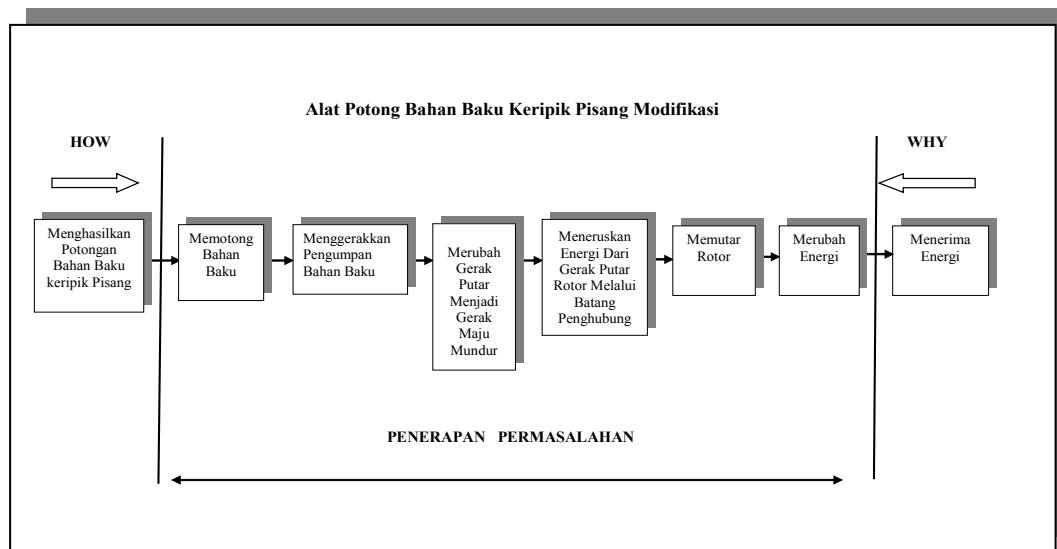 Alat Potong Bahan Baku Keripik Pisang Modifikasi
HOW
WHY
Menghasilkan
Potongan
Bahan Baku
keripik Pisang
Memotong
Bahan
Baku
Menggerakkan
Pengumpan
Bahan Baku
Merubah
Gerak
Putar
Menjadi
Gerak
Maju
Mundur
Meneruskan
Energi Dari
Gerak Putar
Rotor Melalui
Batang
Penghubung
Memutar
Rotor
Merubah
Energi
Menerima
Energi
PENERAPAN PERMASALAHAN